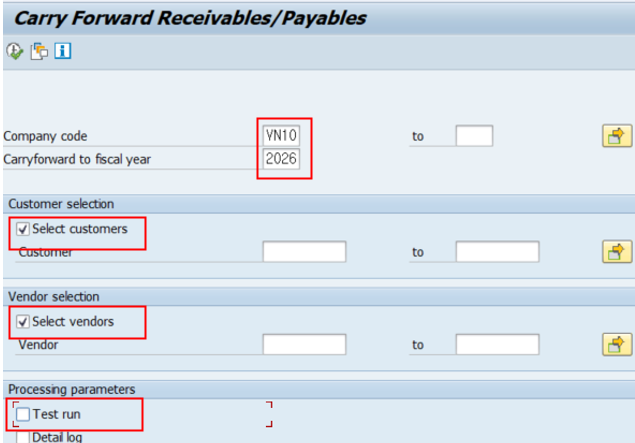 Carry Forward Receivables/Payables
Company code VN10 to
Carryforward to fiscal year 2026
Customer selection
Select customers
Customer to
Vendor selection
Select vendors
Vendor to
Processing parameters
Test run
Detail log